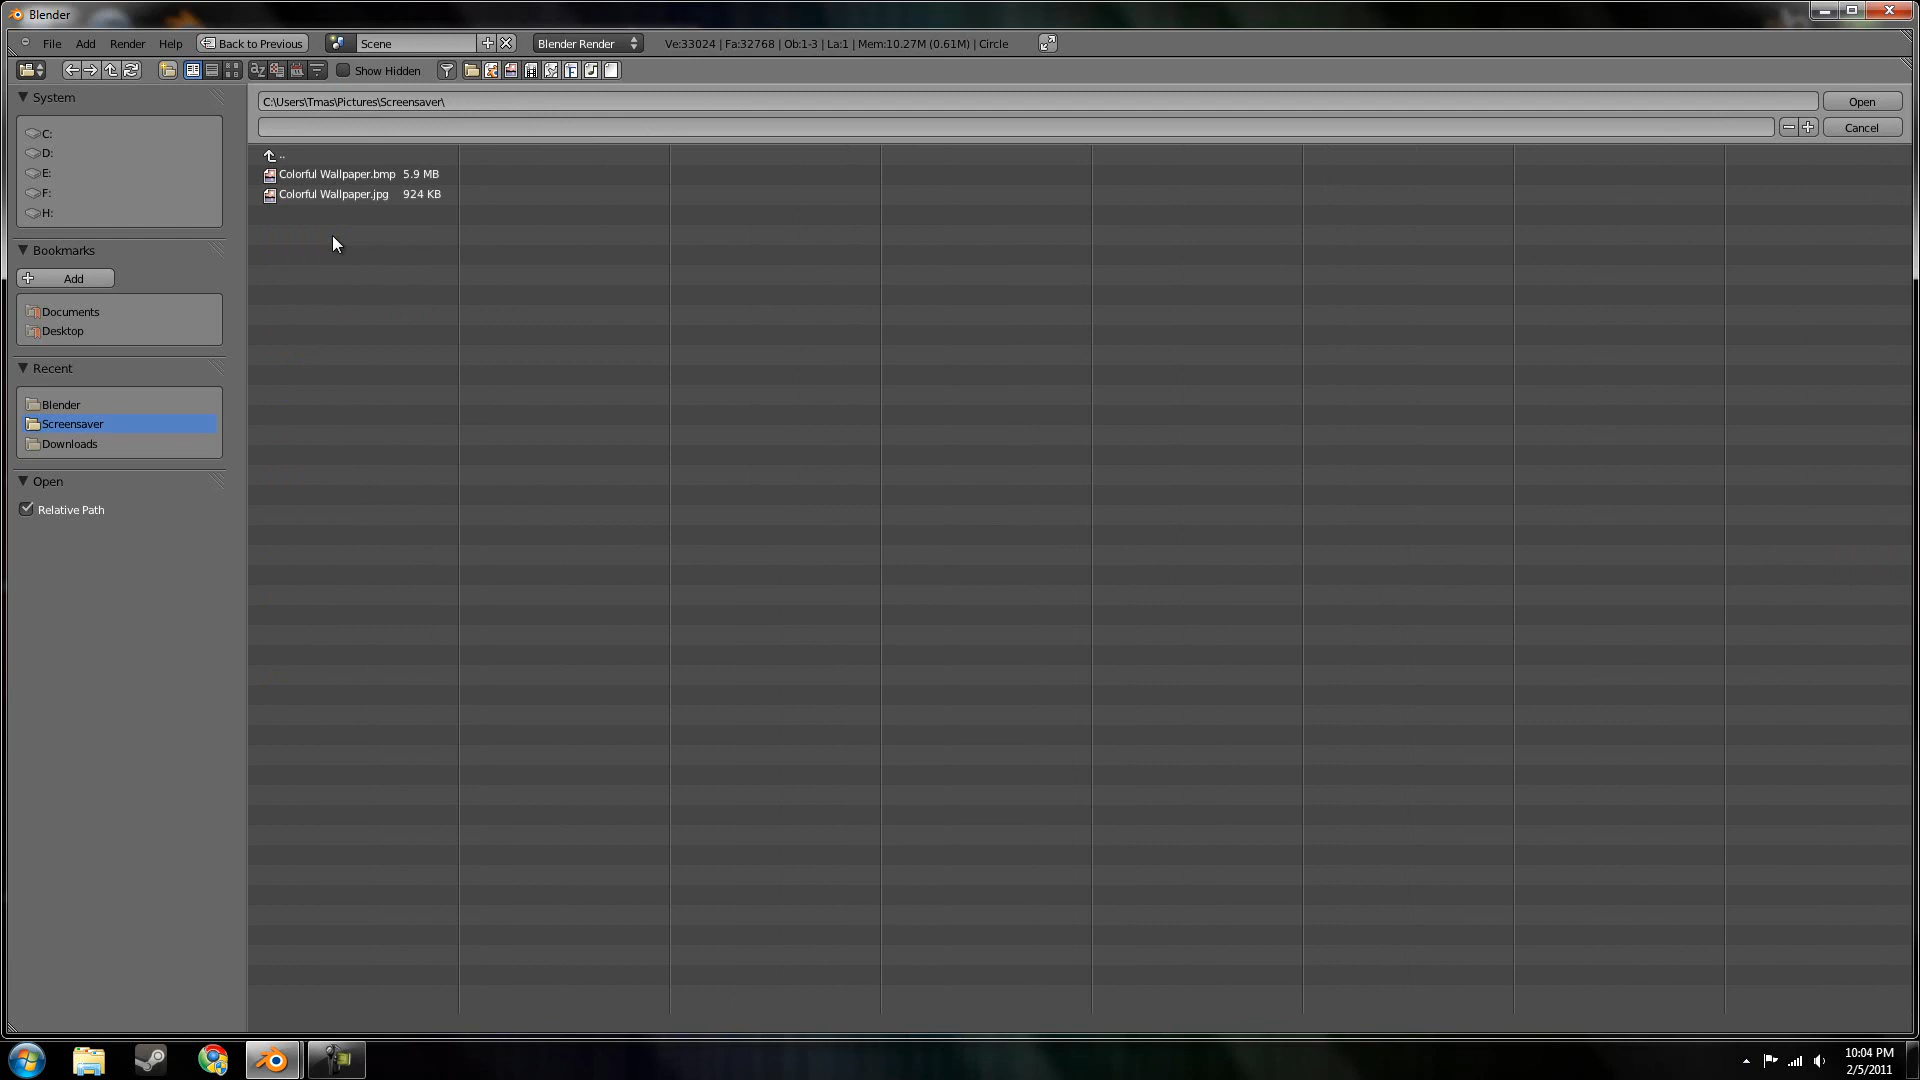 Blender
File Add Render Help Back to Previous Scene Blender Render Ve:33024 | Fa:32768 | Ob:1-3 | La:1 | Mem:10.27M (0.61M) | Circle
Show Hidden
System
C:\Users\Tmas\Pictures\Screensaver\ Open
Cancel
C:
D:
E:
F:
H:
..
Colorful Wallpaper.bmp 5.9 MB
Colorful Wallpaper.jpg 924 KB
Bookmarks
Add
Documents
Desktop
Recent
Blender
Screensaver
Downloads
Open
Relative Path
10:04 PM
2/5/2011